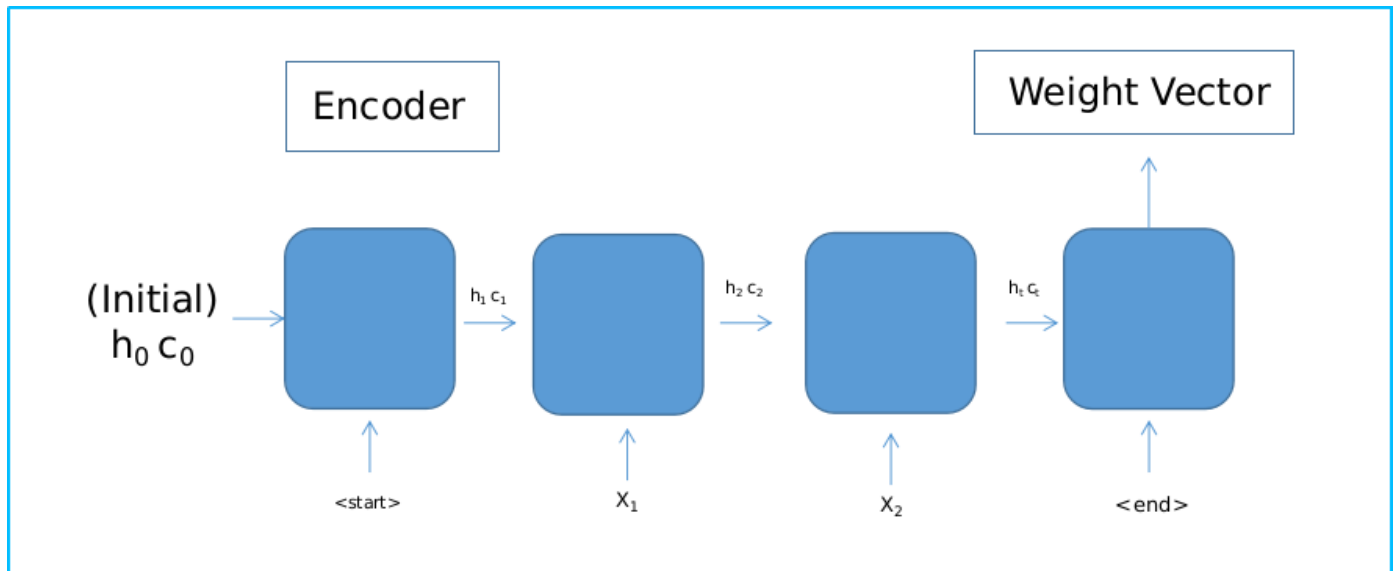 Encoder
Weight Vector
(Initial)
h₀ c₀
h₁ c₁
h₂ c₂
hₜ cₜ
<start>
X₁
X₂
<end>